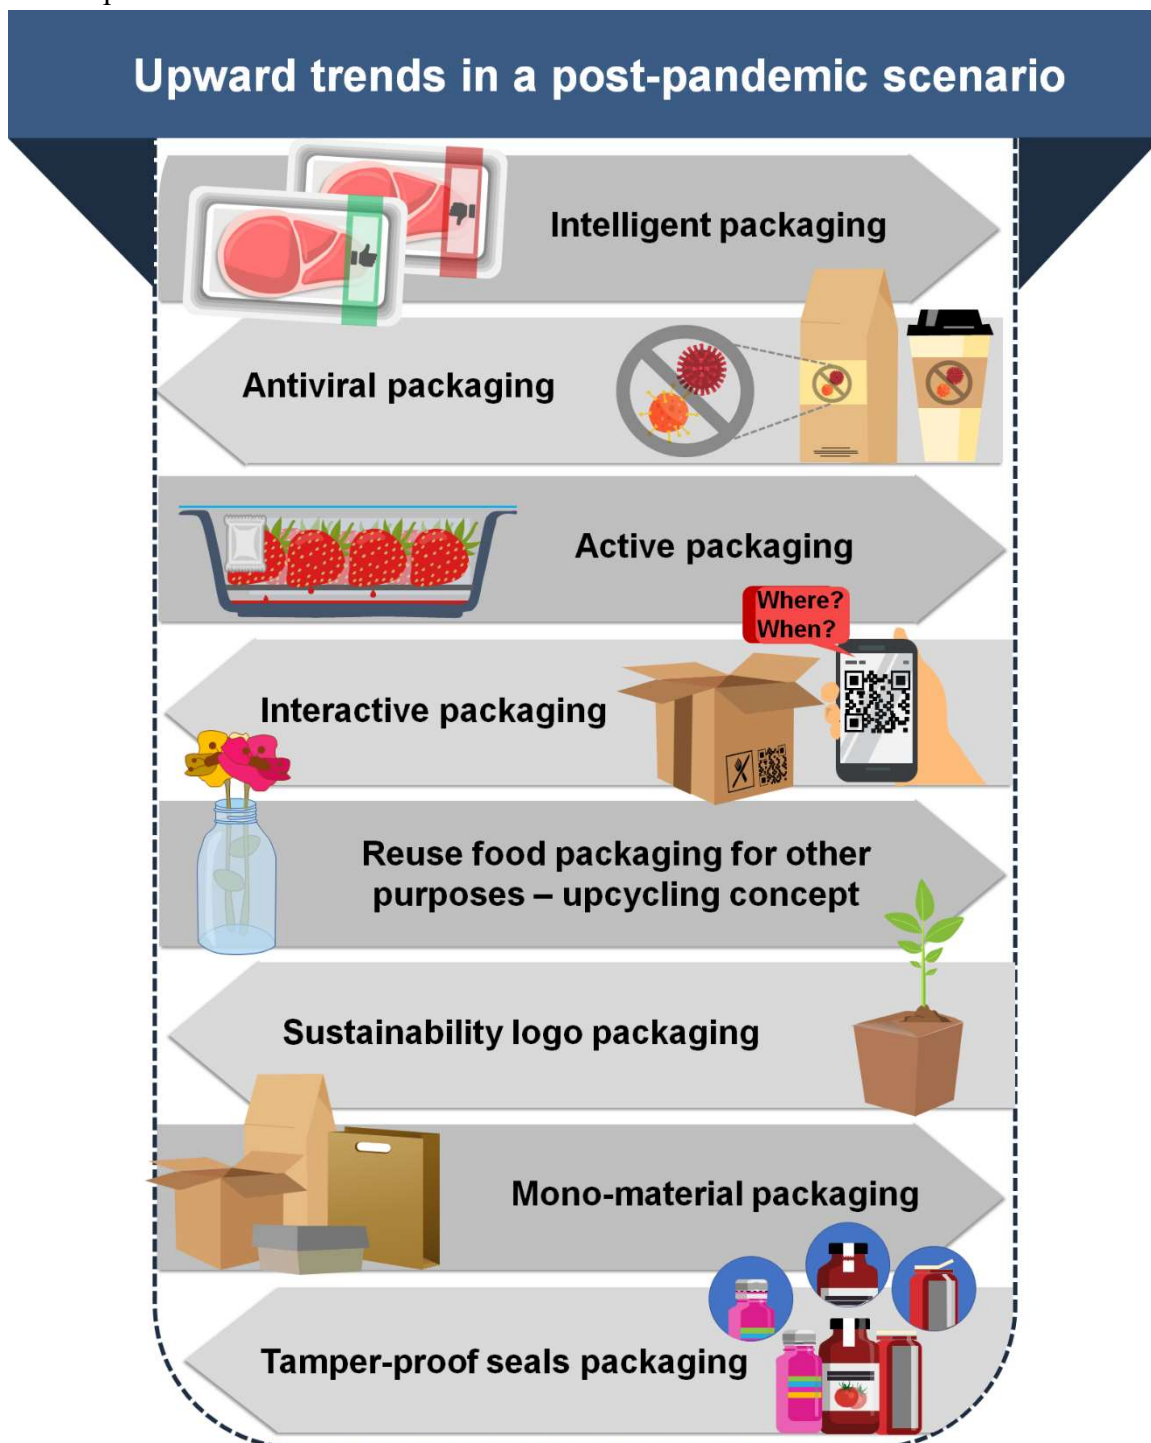 Upward trends in a post-pandemic scenario
Intelligent packaging
Antiviral packaging
Active packaging
Where?
When?
Interactive packaging
Reuse food packaging for other
purposes – upcycling concept
Sustainability logo packaging
Mono-material packaging
Tamper-proof seals packaging